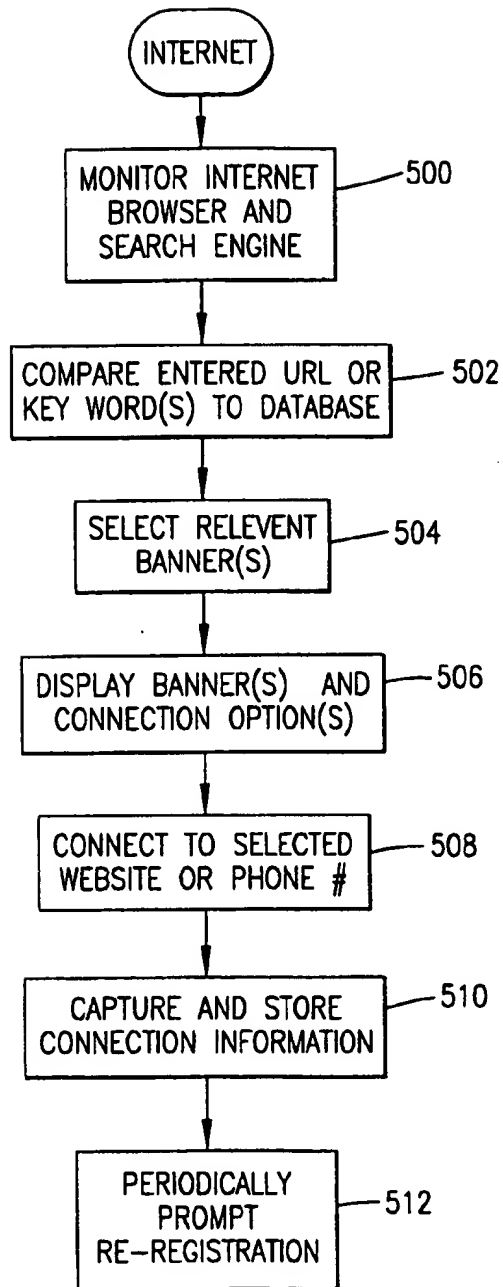 INTERNET
MONITOR INTERNET
BROWSER AND
SEARCH ENGINE
500
COMPARE ENTERED URL OR
KEY WORD(S) TO DATABASE
502
SELECT RELEVENT
BANNER(S)
504
DISPLAY BANNER(S) AND
CONNECTION OPTION(S)
506
CONNECT TO SELECTED
WEBSITE OR PHONE #
508
CAPTURE AND STORE
CONNECTION INFORMATION
510
PERIODICALLY
PROMPT
RE-REGISTRATION
512